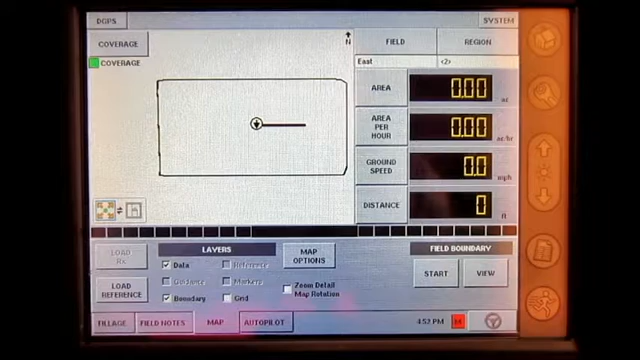 DGPS
SYSTEM
COVERAGE
N
FIELD
REGION
COVERAGE
East
<2>
AREA
0.00
ac
AREA PER HOUR
0.00
ac/hr
GROUND SPEED
0.0
mph
DISTANCE
0
ft
LOAD Rx
LAYERS
MAP OPTIONS
FIELD BOUNDARY
Data
Reference
Guidance
Markers
Boundary
Grid
LOAD REFERENCE
Zoom Detail
Map Rotation
START
VIEW
TILLAGE
FIELD NOTES
MAP
AUTOPILOT
4:52 PM
M